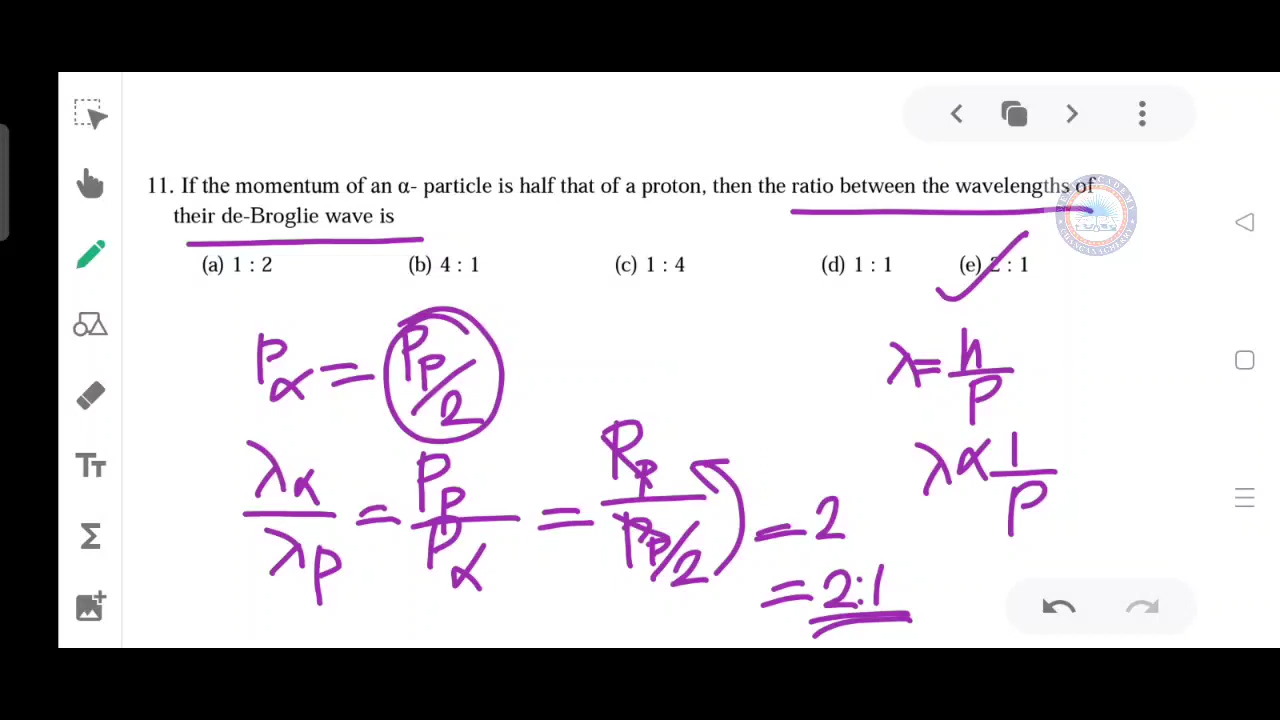 11. If the momentum of an α- particle is half that of a proton, then the ratio between the wavelengths of
their de-Broglie wave is
(a) 1 : 2 (b) 4 : 1 (c) 1 : 4 (d) 1 : 1 (e) 2 : 1
Pα = Pp/2
λ = h/P
λ α 1/P
λα/λp = Pp/Pα = Pp/Pp/2 = 2
= 2:1
Tт
Σ